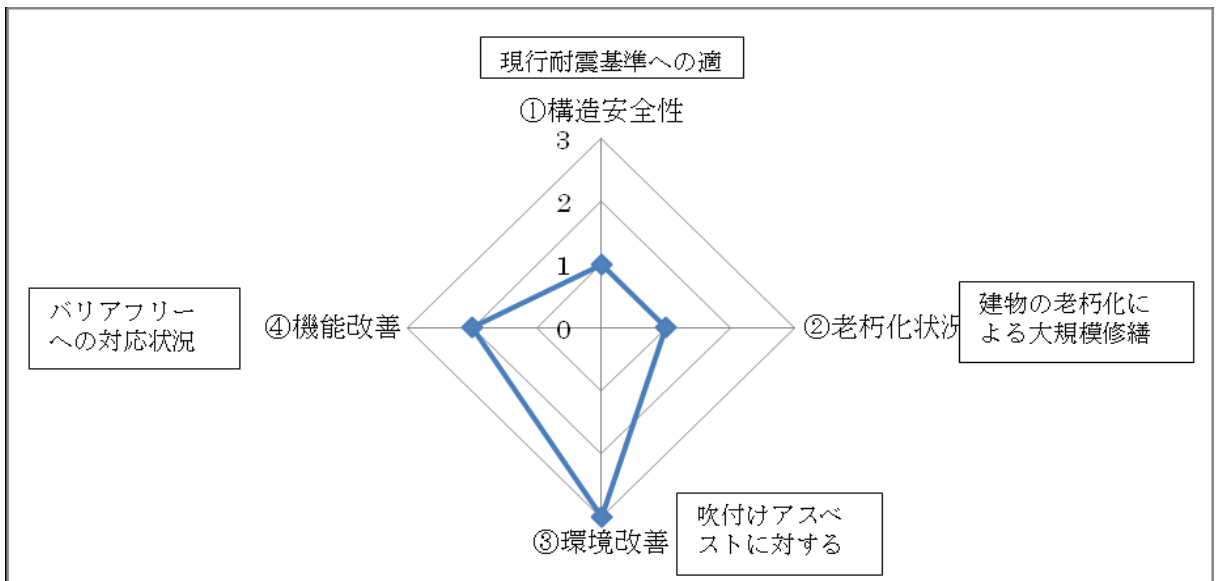 現行耐震基準への適
①構造安全性
3
2
1
0
バリアフリー
への対応状況
④機能改善
②老朽化状況
建物の老朽化に
よる大規模修繕
③環境改善
吹付けアスベ
ストに対する